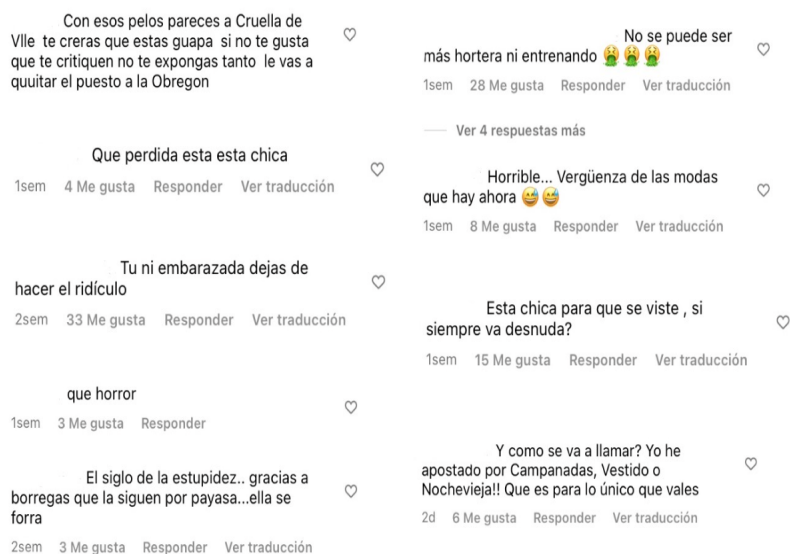 Con esos pelos pareces a Cruella de
Vlle te creras que estas guapa si no te gusta
que te critiquen no te expongas tanto le vas a
quuitar el puesto a la Obregon
Que perdida esta esta chica
1sem 4 Me gusta Responder Ver traducción
Tu ni embarazada dejas de
hacer el ridículo
2sem 33 Me gusta Responder Ver traducción
que horror
1sem 3 Me gusta Responder
El siglo de la estupidez.. gracias a
borregas que la siguen por payasa...ella se
forra
2sem 3 Me gusta Responder Ver traducción
No se puede ser
más hortera ni entrenando 🤮🤮🤮
1sem 28 Me gusta Responder Ver traducción
Ver 4 respuestas más
Horrible... Vergüenza de las modas
que hay ahora 😅😅
1sem 8 Me gusta Responder Ver traducción
Esta chica para que se viste , si
siempre va desnuda?
1sem 15 Me gusta Responder Ver traducción
Y como se va a llamar? Yo he
apostado por Campanadas, Vestido o
Nochevieja!! Que es para lo único que vales
2d 6 Me gusta Responder Ver traducción